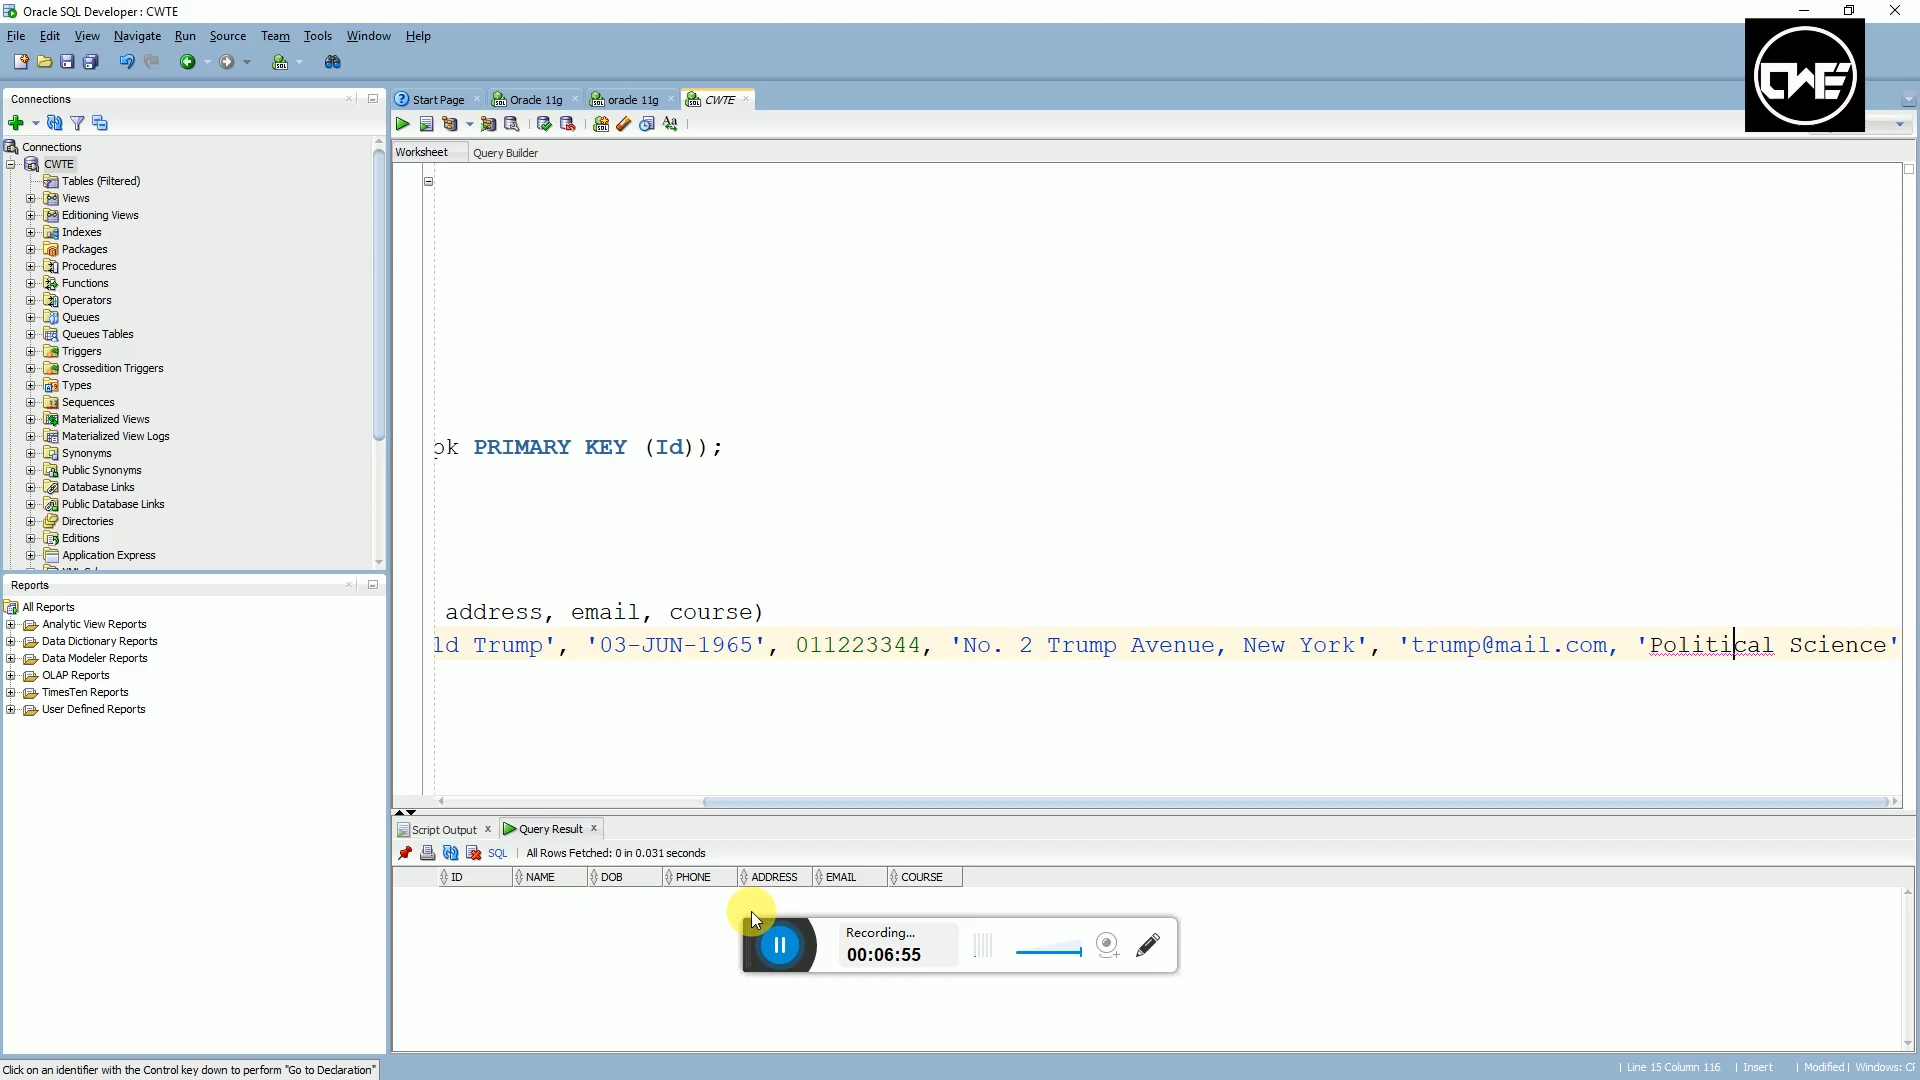 Oracle SQL Developer : CWTE
File Edit View Navigate Run Source Team Tools Window Help
CWE
Connections
Start Page
Oracle 11g
oracle 11g
CWTE
Connections
CWTE
Tables (Filtered)
Views
Editioning Views
Indexes
Packages
Procedures
Functions
Operators
Queues
Queues Tables
Triggers
Crossedition Triggers
Types
Sequences
Materialized Views
Materialized View Logs
Synonyms
Public Synonyms
Database Links
Public Database Links
Directories
Editions
Application Express
Reports
All Reports
Analytic View Reports
Data Dictionary Reports
Data Modeler Reports
OLAP Reports
TimesTen Reports
User Defined Reports
Worksheet Query Builder
ok PRIMARY KEY (Id));
address, email, course)
ld Trump', '03-JUN-1965', 011223344, 'No. 2 Trump Avenue, New York', 'trump@mail.com, 'Political Science'
Script Output
Query Result
SQL
All Rows Fetched: 0 in 0.031 seconds
ID NAME DOB PHONE ADDRESS EMAIL COURSE
Recording...
00:06:55
Click on an identifier with the Control key down to perform "Go to Declaration"
Line 15 Column 116
Insert
Modified
Windows: